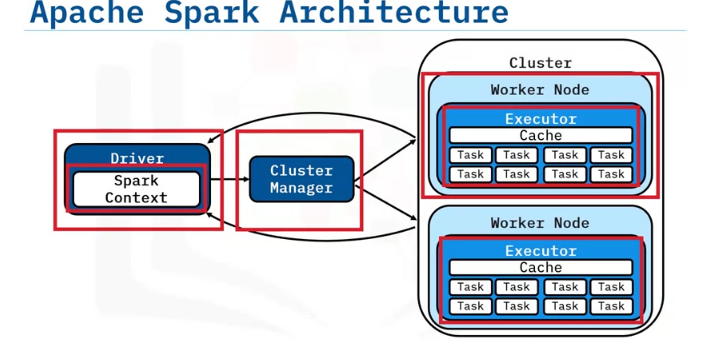 Apache Spark Architecture
Cluster
Worker Node
Executor
Cache
Task Task Task Task
Task Task Task Task
Driver
Spark
Context
Cluster
Manager
Worker Node
Executor
Cache
Task Task Task Task
Task Task Task Task